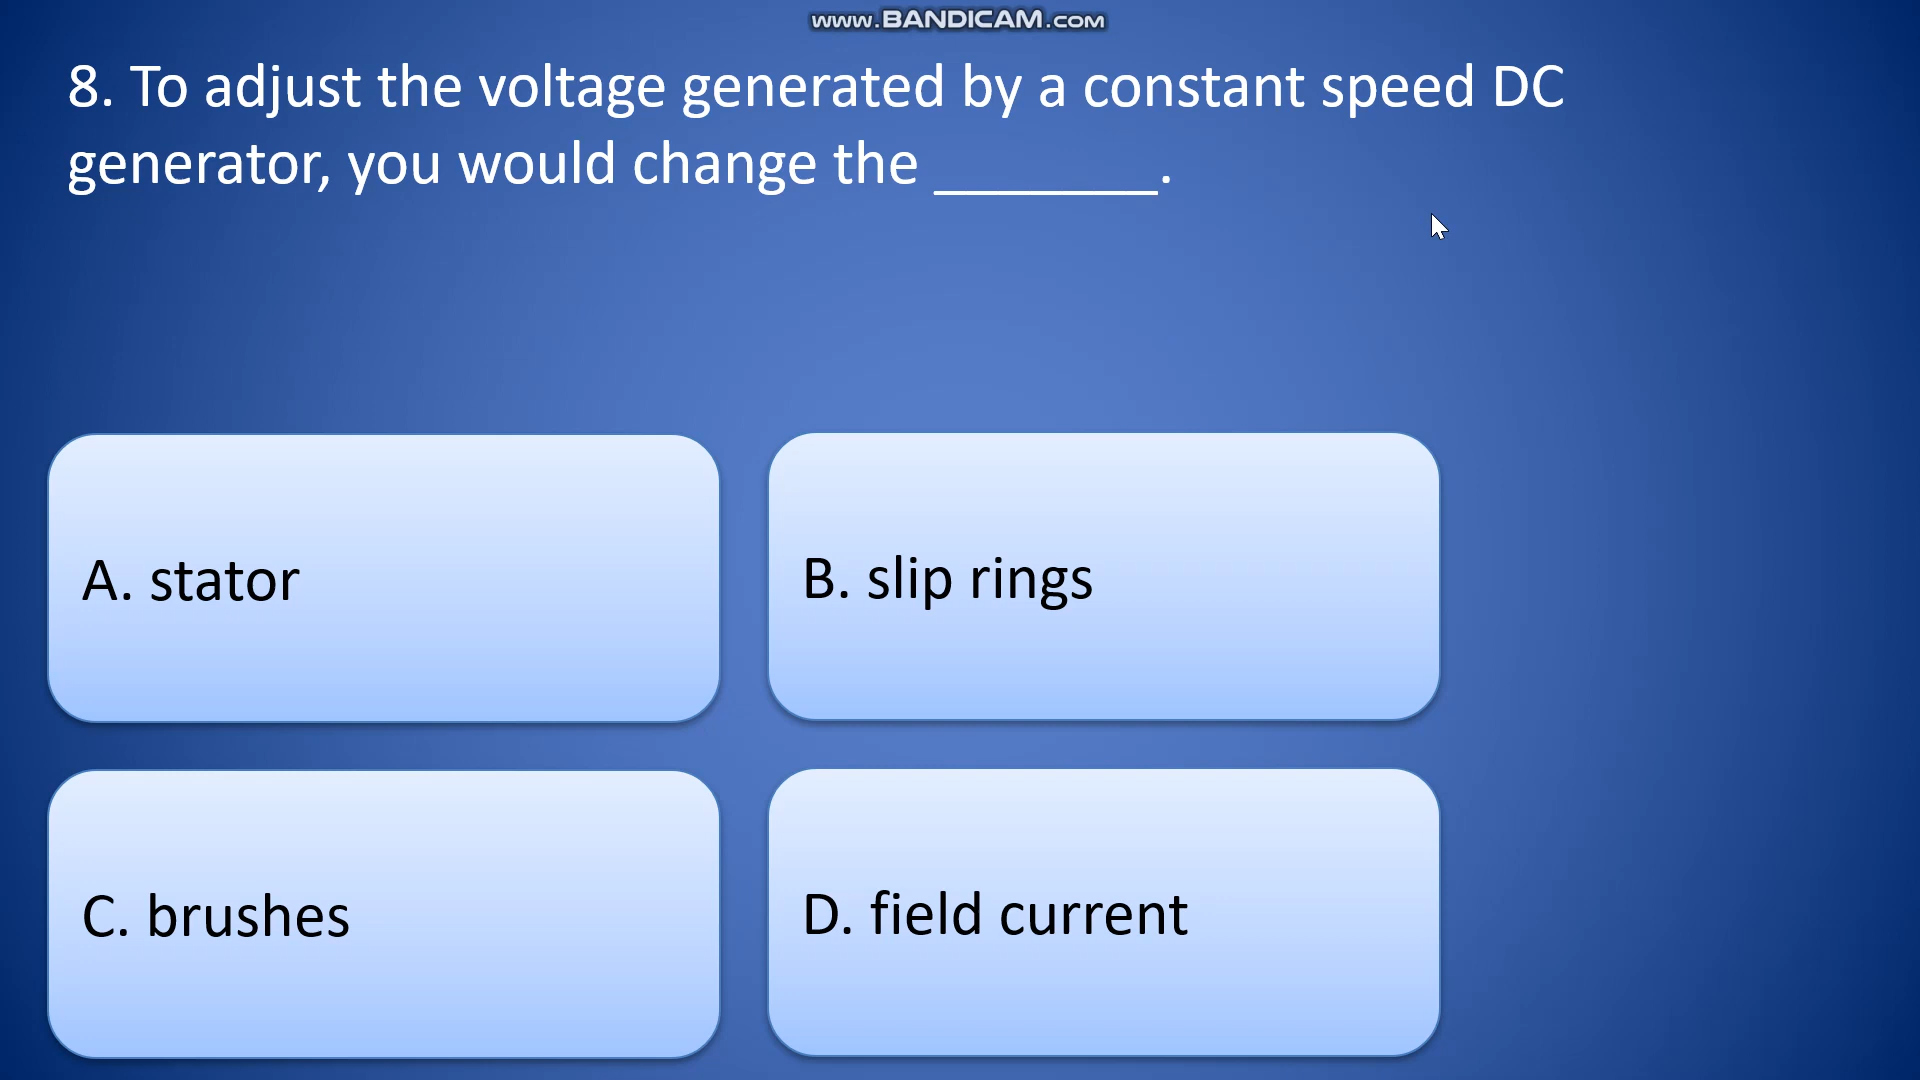 www.BANDICAM.com
8. To adjust the voltage generated by a constant speed DC
generator, you would change the ________.
A. stator
B. slip rings
C. brushes
D. field current